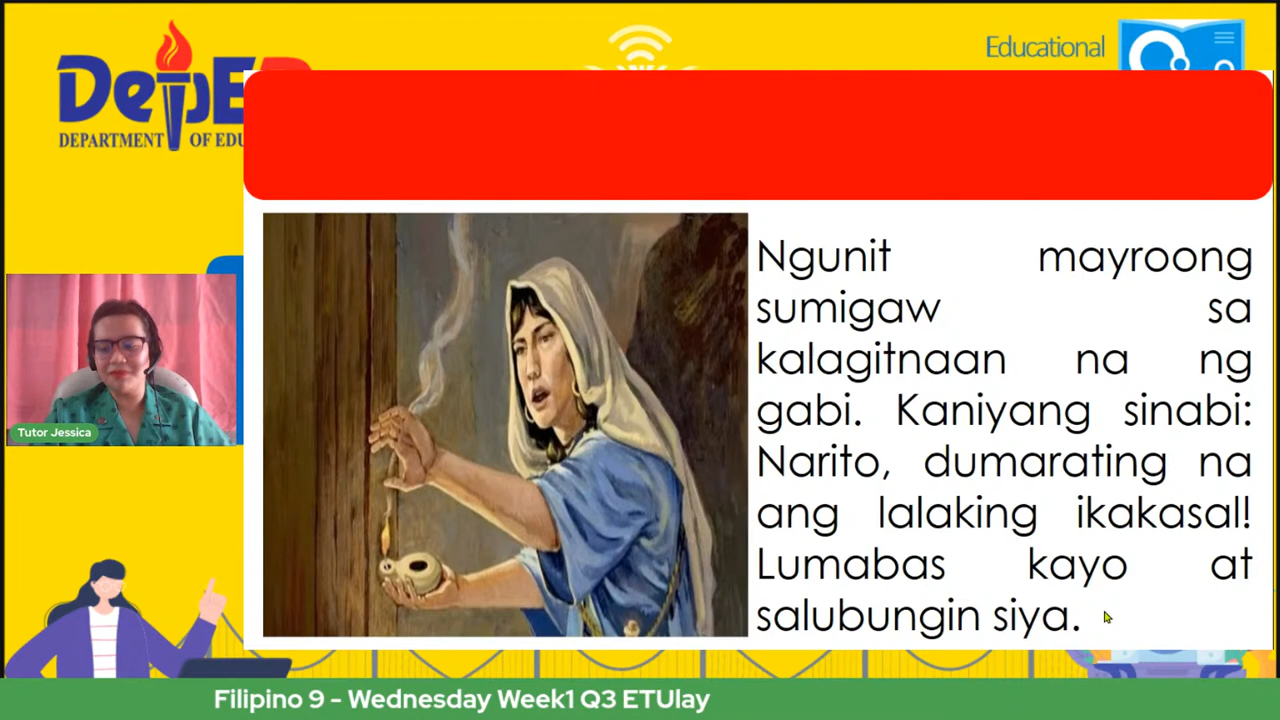 DepE
DEPARTMENT OF EDU
Educational
Ngunit mayroong
sumigaw sa
kalagitnaan na ng
gabi. Kaniyang sinabi:
Narito, dumarating na
ang lalaking ikakasal!
Lumabas kayo at
salubungin siya.
Tutor Jessica
Filipino 9 - Wednesday Week1 Q3 ETUlay